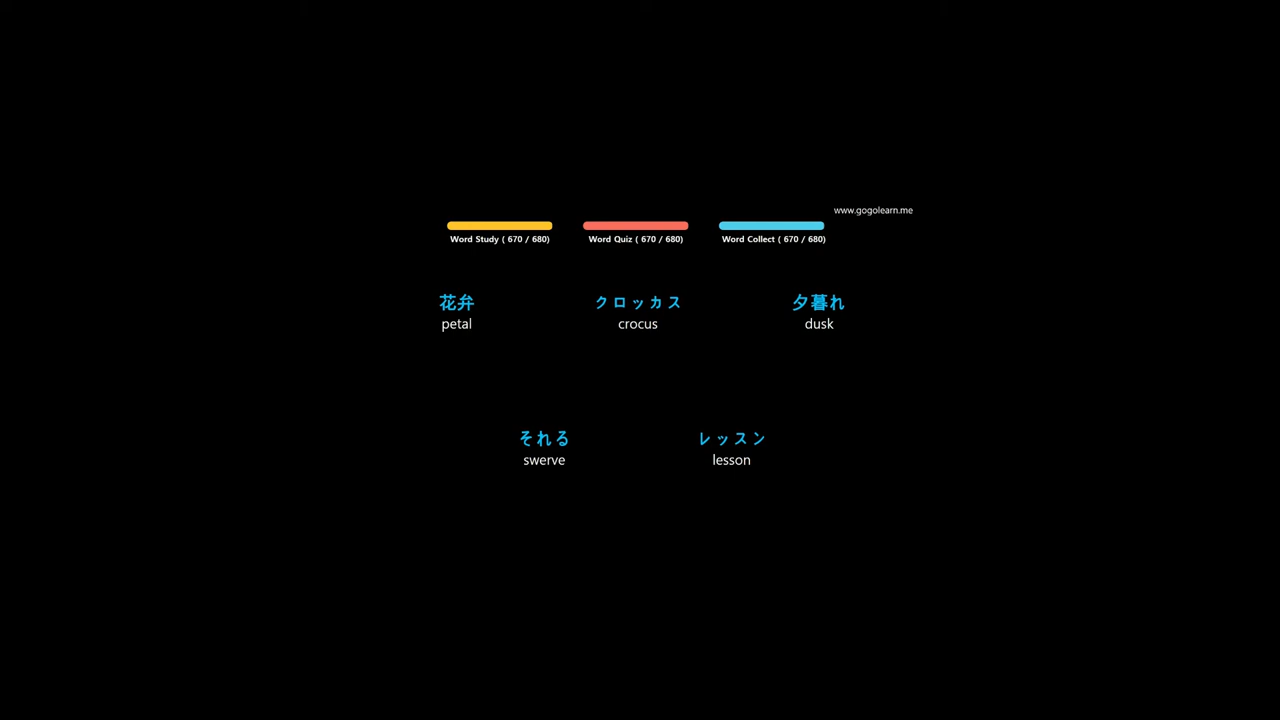 www.gogolearn.me
Word Study ( 670 / 680)
Word Quiz ( 670 / 680)
Word Collect ( 670 / 680)
花弁
petal
クロッカス
crocus
夕暮れ
dusk
それる
swerve
レッスン
lesson